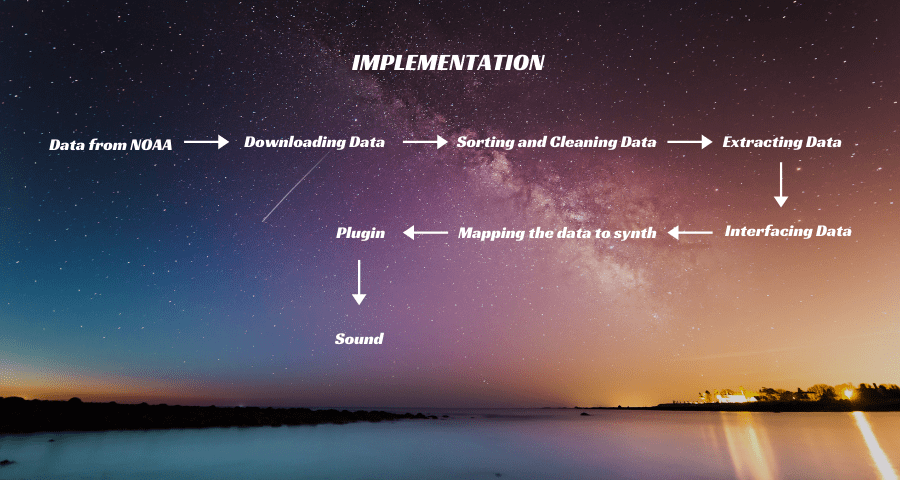 IMPLEMENTATION
Data from NOAA
Downloading Data
Sorting and Cleaning Data
Extracting Data
Interfacing Data
Mapping the data to synth
Plugin
Sound